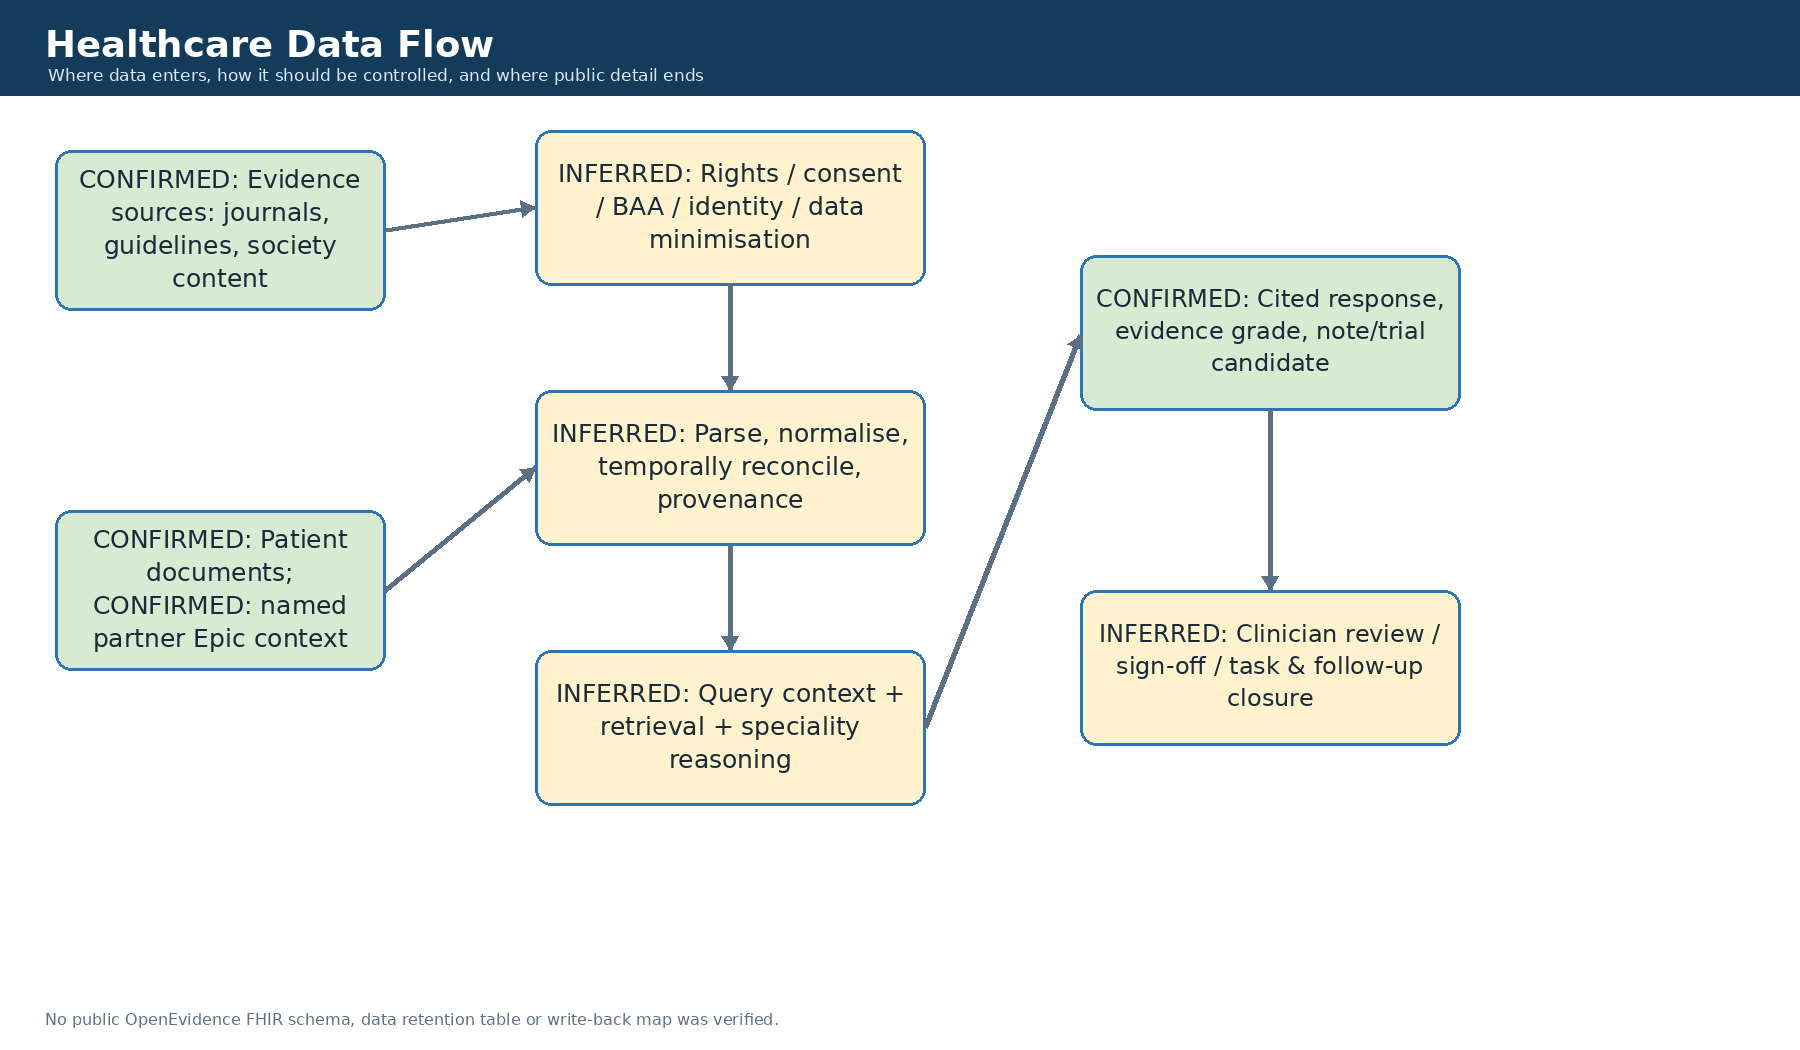 Healthcare Data Flow
Where data enters, how it should be controlled, and where public detail ends
CONFIRMED: Evidence
sources: journals,
guidelines, society
content
INFERRED: Rights / consent
/ BAA / identity / data
minimisation
CONFIRMED: Cited response,
evidence grade, note/trial
candidate
INFERRED: Parse, normalise,
temporally reconcile,
provenance
CONFIRMED: Patient
documents;
CONFIRMED: named
partner Epic context
INFERRED: Query context +
retrieval + speciality
reasoning
INFERRED: Clinician review /
sign-off / task & follow-up
closure
No public OpenEvidence FHIR schema, data retention table or write-back map was verified.